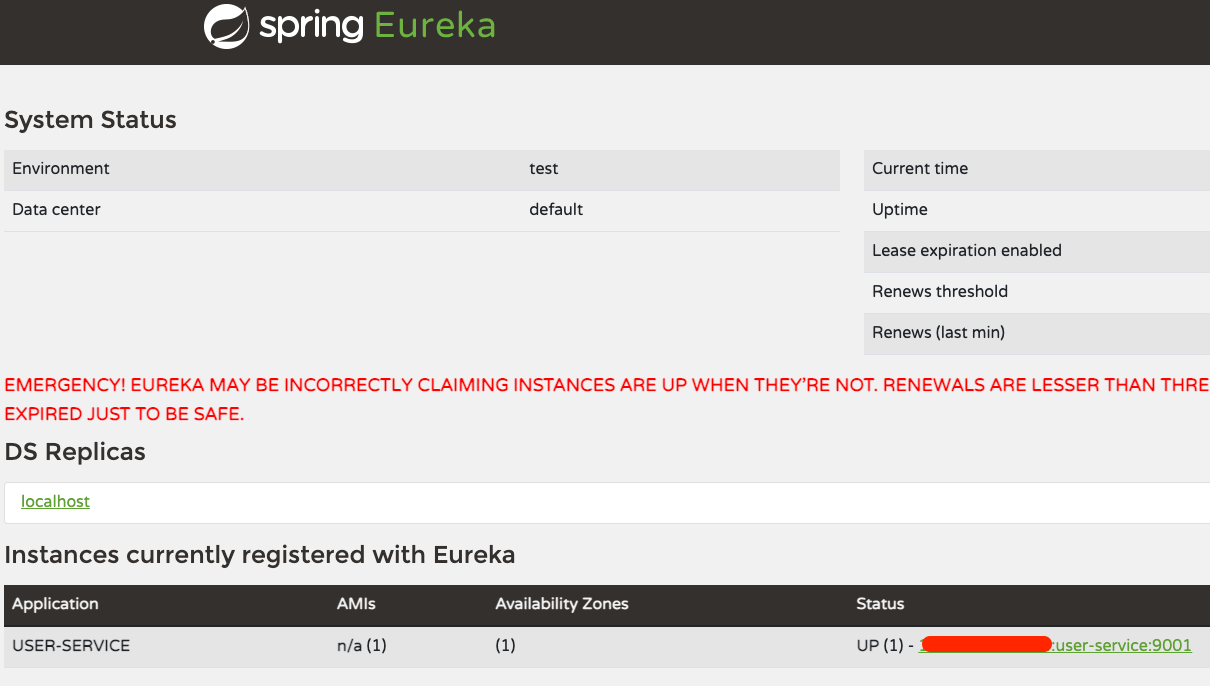 spring Eureka
System Status
Environment test
Data center default
Current time
Uptime
Lease expiration enabled
Renews threshold
Renews (last min)
EMERGENCY! EUREKA MAY BE INCORRECTLY CLAIMING INSTANCES ARE UP WHEN THEY'RE NOT. RENEWALS ARE LESSER THAN THRE
EXPIRED JUST TO BE SAFE.
DS Replicas
localhost
Instances currently registered with Eureka
Application AMIs Availability Zones Status
USER-SERVICE n/a (1) (1) UP (1) - :user-service:9001